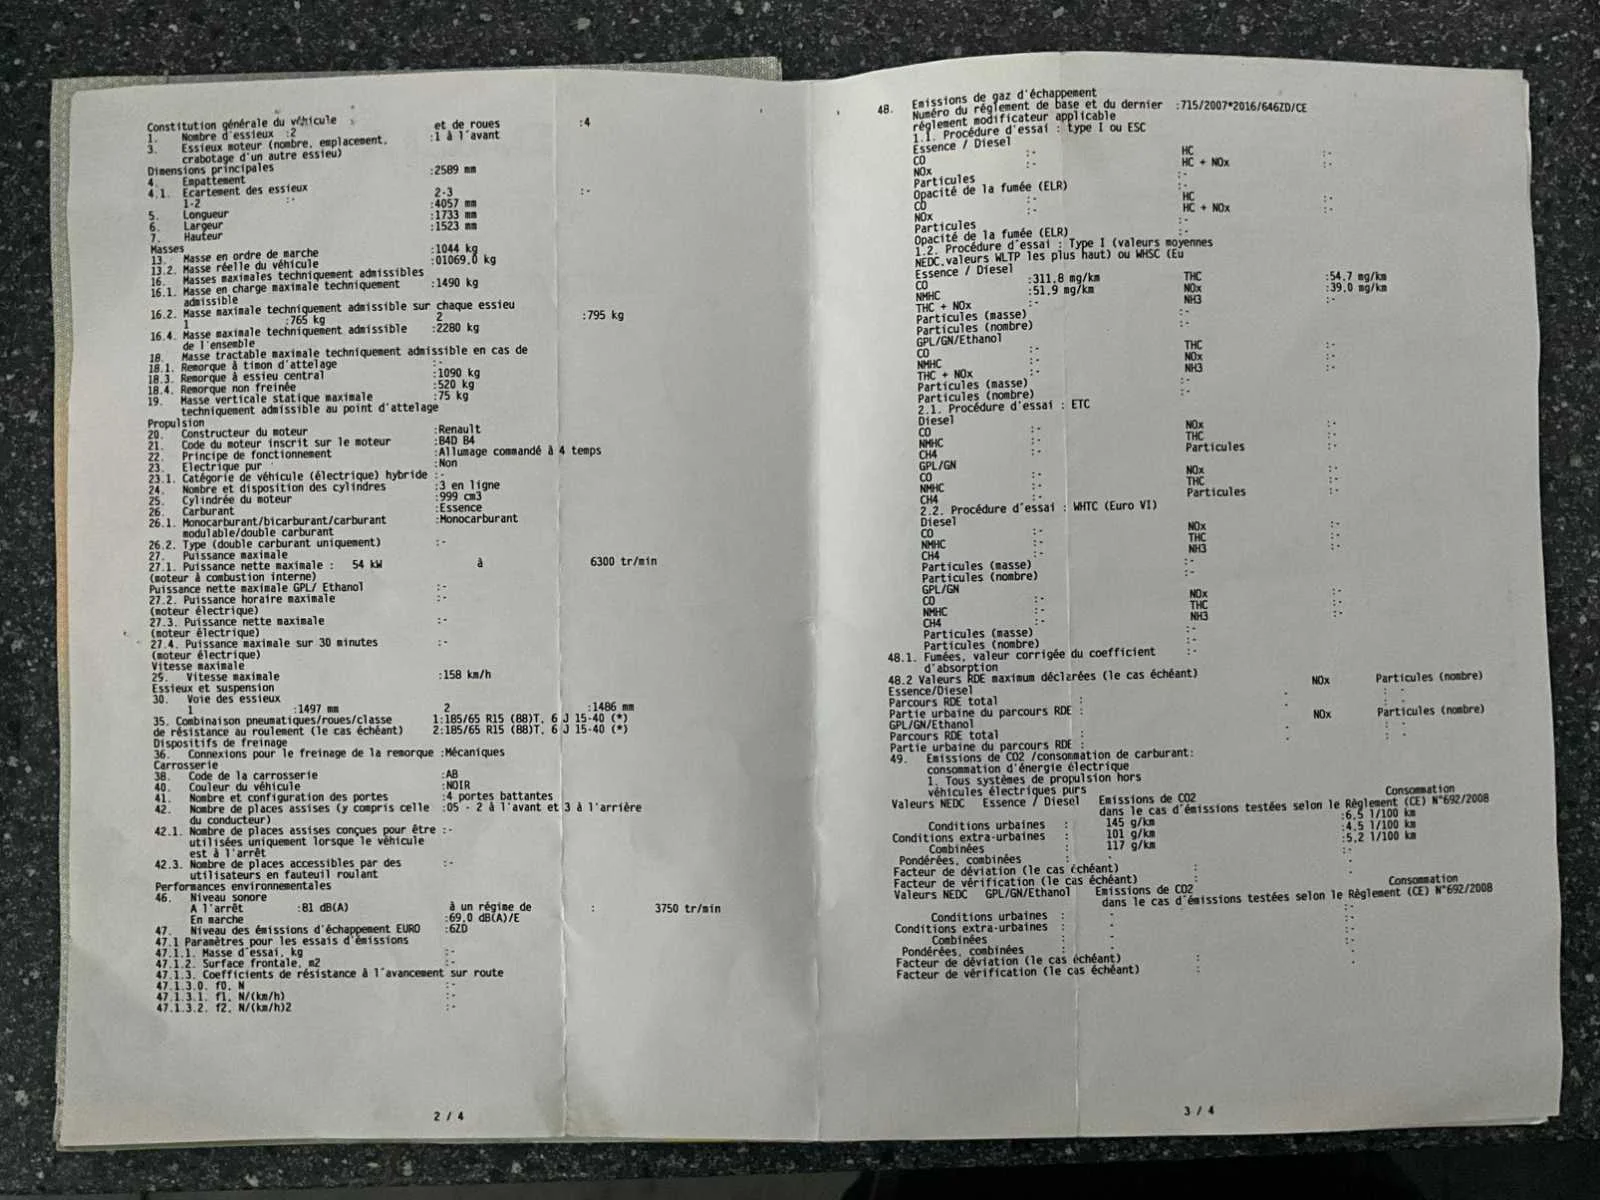 Constitution générale du véhicule
1. Nombre d'essieux :2 et de roues :4
3. Essieux moteur (nombre, emplacement, :1 à l'avant
crabotage d'un autre essieu)
Dimensions principales
4. Empattement :2589 mm
4.1. Ecartement des essieux
1-2 :- 2-3 :-
5. Longueur :4057 mm
6. Largeur :1733 mm
7. Hauteur :1523 mm
Masses
13. Masse en ordre de marche :1044 kg
13.2. Masse réelle du véhicule :01069,0 kg
16. Masses maximales techniquement admissibles
16.1. Masse en charge maximale techniquement :1490 kg
admissible
16.2. Masse maximale techniquement admissible sur chaque essieu
1 :765 kg 2 :795 kg
16.4. Masse maximale techniquement admissible :2280 kg
de l'ensemble
18. Masse tractable maximale techniquement admissible en cas de
18.1. Remorque à timon d'attelage :-
18.3. Remorque à essieu central :1090 kg
18.4. Remorque non freinée :520 kg
19. Masse verticale statique maximale :75 kg
techniquement admissible au point d'attelage
Propulsion
20. Constructeur du moteur :Renault
21. Code du moteur inscrit sur le moteur :B4D B4
22. Principe de fonctionnement :Allumage commandé à 4 temps
23. Electrique pur :Non
23.1. Catégorie de véhicule (électrique) hybride :-
24. Nombre et disposition des cylindres :3 en ligne
25. Cylindrée du moteur :999 cm3
26. Carburant :Essence
26.1. Monocarburant/bicarburant/carburant :Monocarburant
modulable/double carburant
26.2. Type (double carburant uniquement) :-
27. Puissance maximale
27.1. Puissance nette maximale : 54 kW à 6300 tr/min
(moteur à combustion interne)
Puissance nette maximale GPL/ Ethanol :-
27.2. Puissance horaire maximale :-
(moteur électrique)
27.3. Puissance nette maximale :-
(moteur électrique)
27.4. Puissance maximale sur 30 minutes :-
(moteur électrique)
Vitesse maximale
29. Vitesse maximale :158 km/h
Essieux et suspension
30. Voie des essieux
1 :1497 mm 2 :1486 mm
35. Combinaison pneumatiques/roues/classe 1:185/65 R15 (88)T, 6 J 15-40 (*)
de résistance au roulement (le cas échéant) 2:185/65 R15 (88)T, 6 J 15-40 (*)
Dispositifs de freinage
36. Connexions pour le freinage de la remorque :Mécaniques
Carrosserie
38. Code de la carrosserie :AB
40. Couleur du véhicule :NOIR
41. Nombre et configuration des portes :4 portes battantes
42. Nombre de places assises (y compris celle :05 - 2 à l'avant et 3 à l'arrière
du conducteur)
42.1. Nombre de places assises conçues pour être :-
utilisées uniquement lorsque le véhicule
est à l'arrêt
42.3. Nombre de places accessibles par des :-
utilisateurs en fauteuil roulant
Performances environnementales
46. Niveau sonore
A l'arrêt :81 dB(A) à un régime de : 3750 tr/min
En marche :69,0 dB(A)/E
47. Niveau des émissions d'échappement EURO :6ZD
47.1 Paramètres pour les essais d'émissions
47.1.1. Masse d'essai, kg :-
47.1.2. Surface frontale, m2 :-
47.1.3. Coefficients de résistance à l'avancement sur route
47.1.3.0. f0, N :-
47.1.3.1. f1, N/(km/h) :-
47.1.3.2. f2, N/(km/h)2 :-
2 / 4
48. Emissions de gaz d'échappement
Numéro du réglement de base et du dernier :715/2007*2016/646ZD/CE
réglement modificateur applicable
1.1. Procédure d'essai : type I ou ESC
Essence / Diesel
CO :- HC :-
NOx :- HC + NOx :-
Particules :-
Opacité de la fumée (ELR) :-
CO :- HC :-
NOx :- HC + NOx :-
Particules :-
Opacité de la fumée (ELR) :-
1.2. Procédure d'essai : Type I (valeurs moyennes
NEDC,valeurs WLTP les plus haut) ou WHSC (Eu
Essence / Diesel
CO :311,8 mg/km THC :54,7 mg/km
NMHC :51,9 mg/km NOx :39,0 mg/km
THC + NOx :- NH3 :-
Particules (masse) :-
Particules (nombre) :-
GPL/GN/Ethanol
CO :- THC :-
NMHC :- NOx :-
THC + NOx :- NH3 :-
Particules (masse) :-
Particules (nombre) :-
2.1. Procédure d'essai : ETC
Diesel
CO :- NOx :-
NMHC :- THC :-
CH4 :- Particules :-
GPL/GN
CO :- NOx :-
NMHC :- THC :-
CH4 :- Particules :-
2.2. Procédure d'essai : WHTC (Euro VI)
Diesel
CO :- NOx :-
NMHC :- THC :-
CH4 :- NH3 :-
Particules (masse) :-
Particules (nombre) :-
GPL/GN
CO :- NOx :-
NMHC :- THC :-
CH4 :- NH3 :-
Particules (masse) :-
Particules (nombre) :-
48.1. Fumées, valeur corrigée du coefficient :-
d'absorption
48.2 Valeurs RDE maximum déclarées (le cas échéant)
Essence/Diesel NOx Particules (nombre)
Parcours RDE total : - : -
Partie urbaine du parcours RDE : - : -
GPL/GN/Ethanol NOx Particules (nombre)
Parcours RDE total : - : -
Partie urbaine du parcours RDE : - : -
49. Emissions de CO2 /consommation de carburant:
consommation d'énergie électrique
1. Tous systèmes de propulsion hors
véhicules électriques purs
Valeurs NEDC Essence / Diesel Emissions de CO2 Consommation
dans le cas d'émissions testées selon le Règlement (CE) N°692/2008
Conditions urbaines : 145 g/km :6,5 l/100 km
Conditions extra-urbaines : 101 g/km :4,5 l/100 km
Combinées : 117 g/km :5,2 l/100 km
Pondérées, combinées : - :-
Facteur de déviation (le cas échéant) : -
Facteur de vérification (le cas échéant) : -
Valeurs NEDC GPL/GN/Ethanol Emissions de CO2 Consommation
dans le cas d'émissions testées selon le Règlement (CE) N°692/2008
Conditions urbaines : - :-
Conditions extra-urbaines : - :-
Combinées : - :-
Pondérées, combinées : - :-
Facteur de déviation (le cas échéant) : -
Facteur de vérification (le cas échéant) :
3 / 4